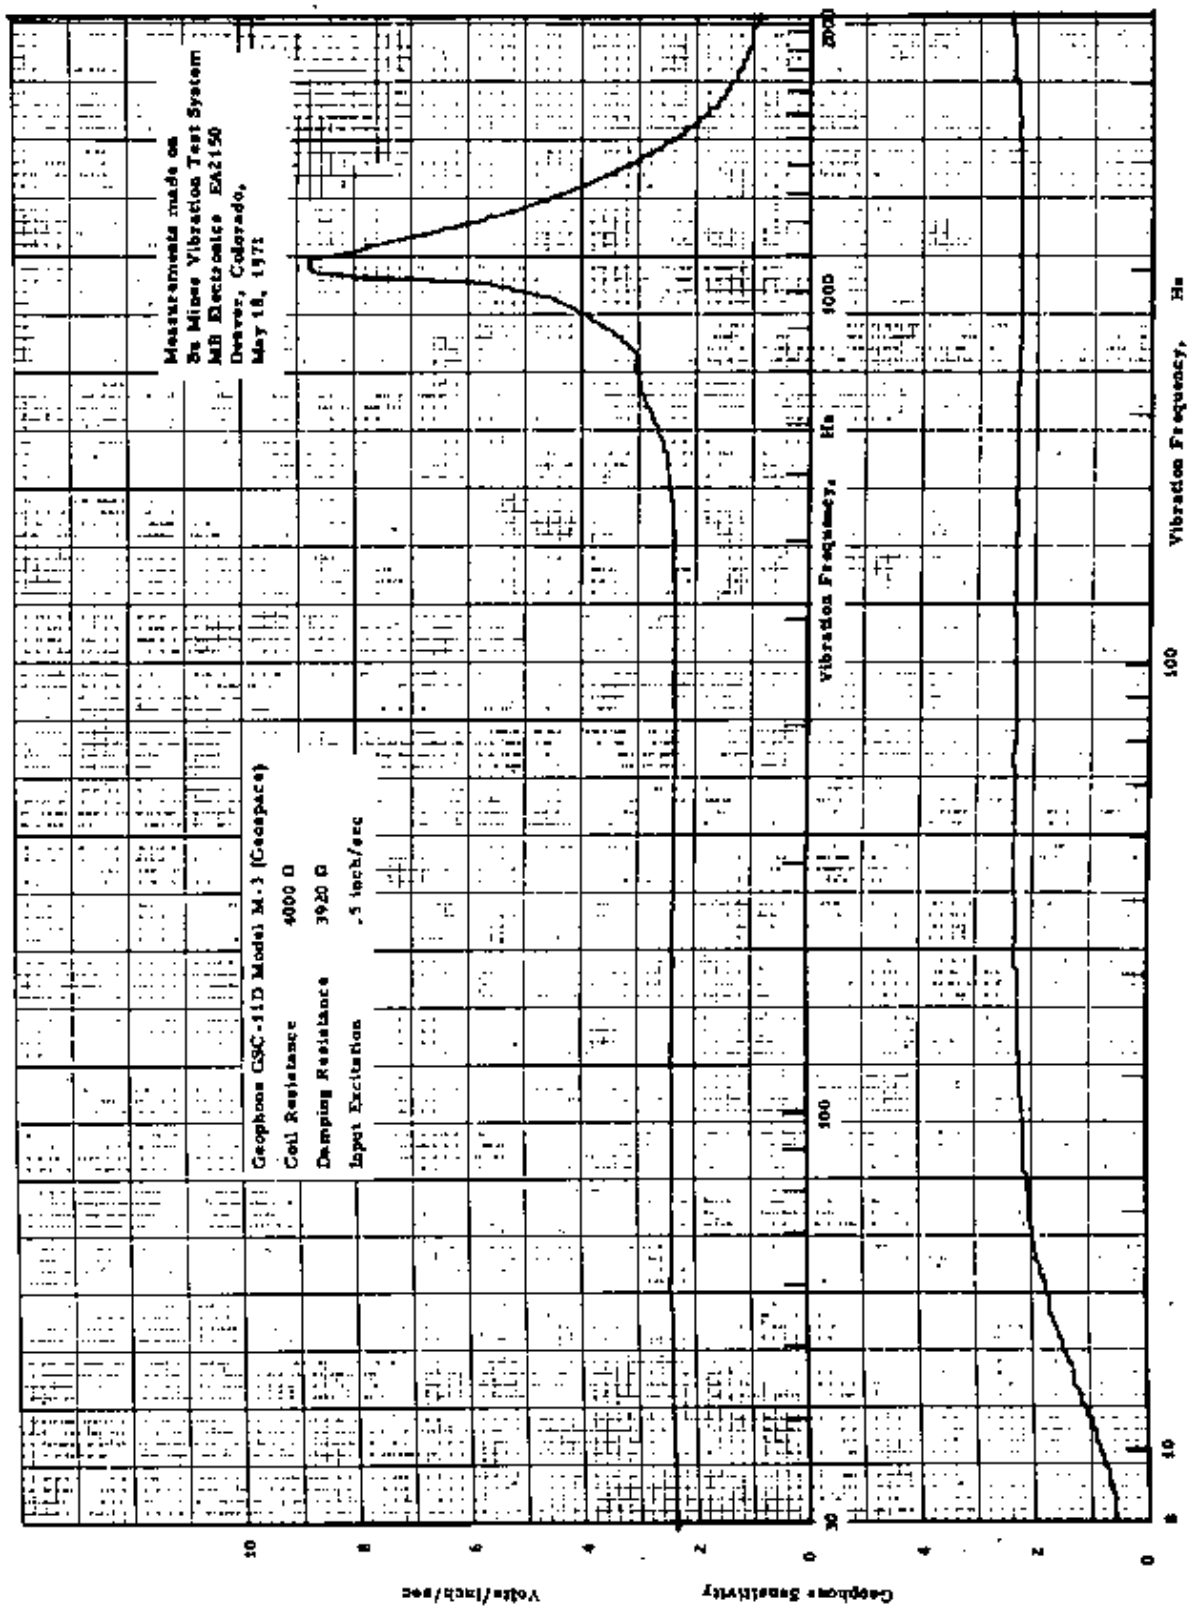 Measurements made on
Bu Mines Vibration Test System
MB Electronics EA2150
Denver, Colorado,
May 18, 1971
Geophone GSC-11D Model M-3 (Geospace)
Coil Resistance 4000 Ω
Damping Resistance 3920 Ω
Input Excitation .5 inch/sec
Volts/inch/sec
Geophone Sensitivity
10
8
6
4
2
0
30
100
Vibration Frequency, Hz
1000
2000
4
2
0
8
10
100
Vibration Frequency, Hz